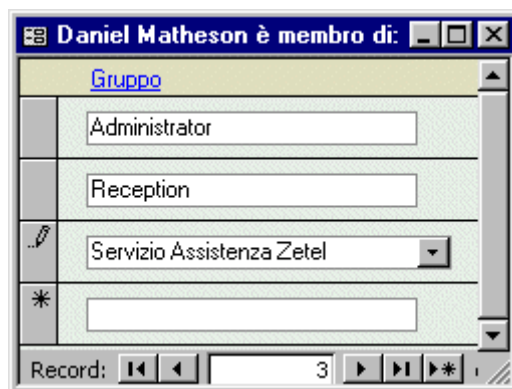 Daniel Matheson è membro di:
Gruppo
Administrator
Reception
Servizio Assistenza Zetel
Record: 3